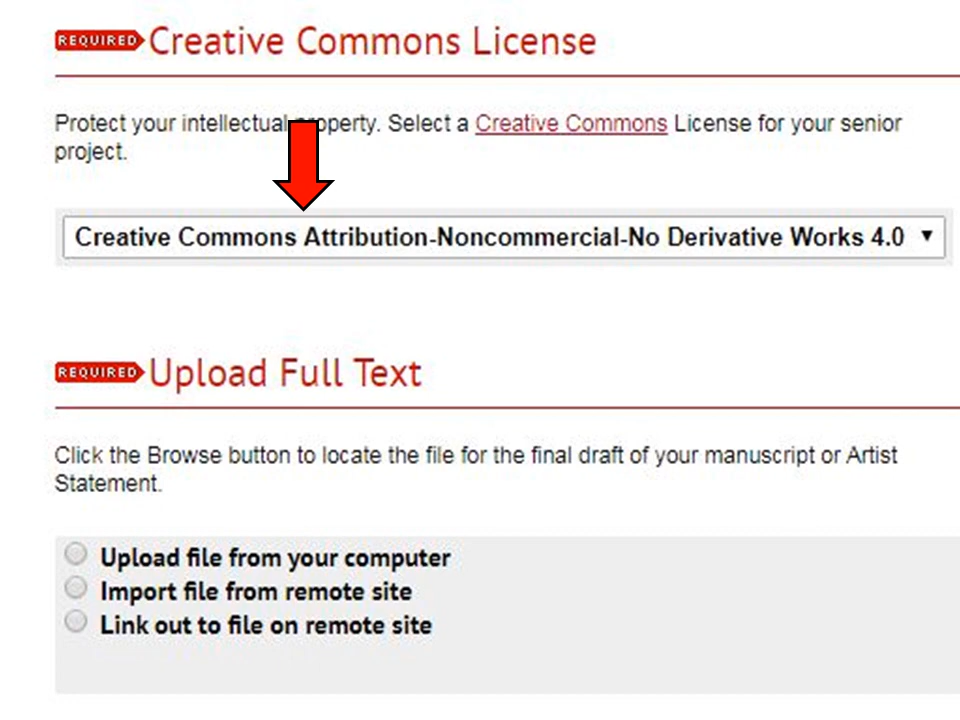 REQUIRED Creative Commons License
Protect your intellectual property. Select a Creative Commons License for your senior
project.
Creative Commons Attribution-Noncommercial-No Derivative Works 4.0
REQUIRED Upload Full Text
Click the Browse button to locate the file for the final draft of your manuscript or Artist
Statement.
Upload file from your computer
Import file from remote site
Link out to file on remote site